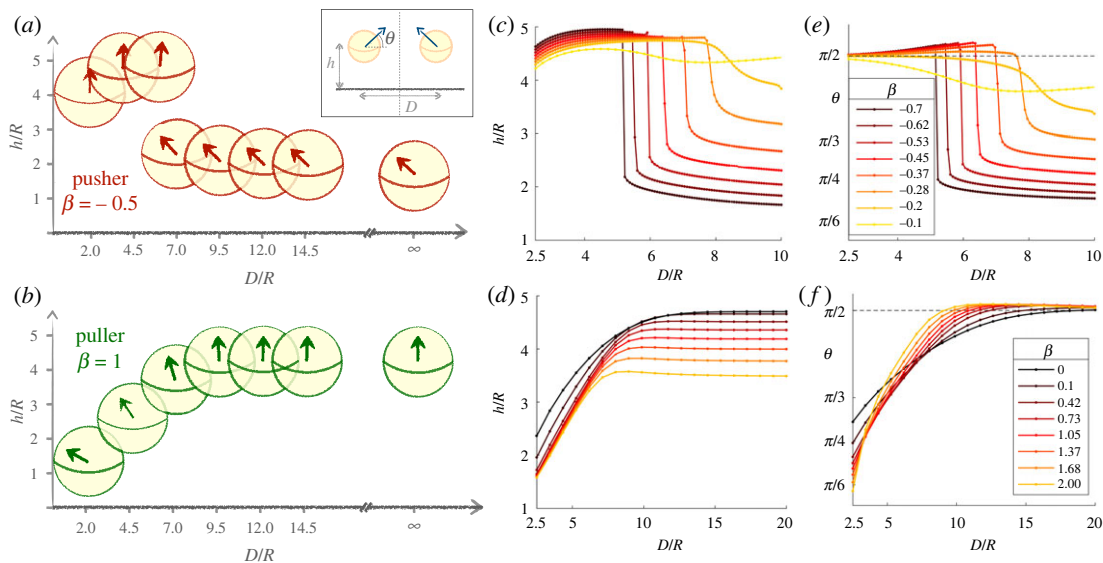 (a)
5
4
3
2
1
h/R
pusher
β = – 0.5
2.0 4.5 7.0 9.5 12.0 14.5 ∞
D/R
θ
h
D
(b)
5
4
3
2
1
h/R
puller
β = 1
2.0 4.5 7.0 9.5 12.0 14.5 ∞
D/R
(c)
5
4
3
2
1
h/R
2.5 4 6 8 10
D/R
(d)
5
4
3
2
1
h/R
2.5 5 10 15 20
D/R
(e)
π/2
θ
π/3
π/4
π/6
β
–0.7
–0.62
–0.53
–0.45
–0.37
–0.28
–0.2
–0.1
2.5 4 6 8 10
D/R
(f)
π/2
θ
π/3
π/4
π/6
β
0
0.1
0.42
0.73
1.05
1.37
1.68
2.00
2.5 5 10 15 20
D/R